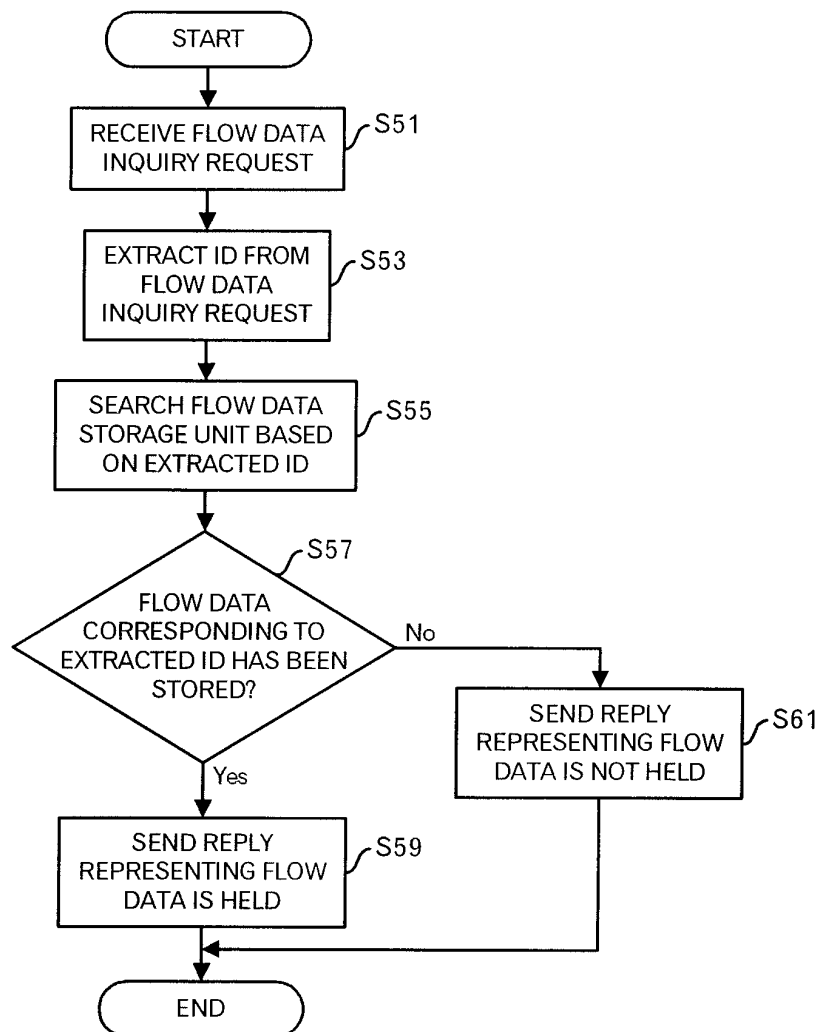 START
RECEIVE FLOW DATA
INQUIRY REQUEST
S51
EXTRACT ID FROM
FLOW DATA
INQUIRY REQUEST
S53
SEARCH FLOW DATA
STORAGE UNIT BASED
ON EXTRACTED ID
S55
S57
FLOW DATA
CORRESPONDING TO
EXTRACTED ID HAS BEEN
STORED?
No
Yes
SEND REPLY
REPRESENTING FLOW
DATA IS NOT HELD
S61
SEND REPLY
REPRESENTING FLOW
DATA IS HELD
S59
END